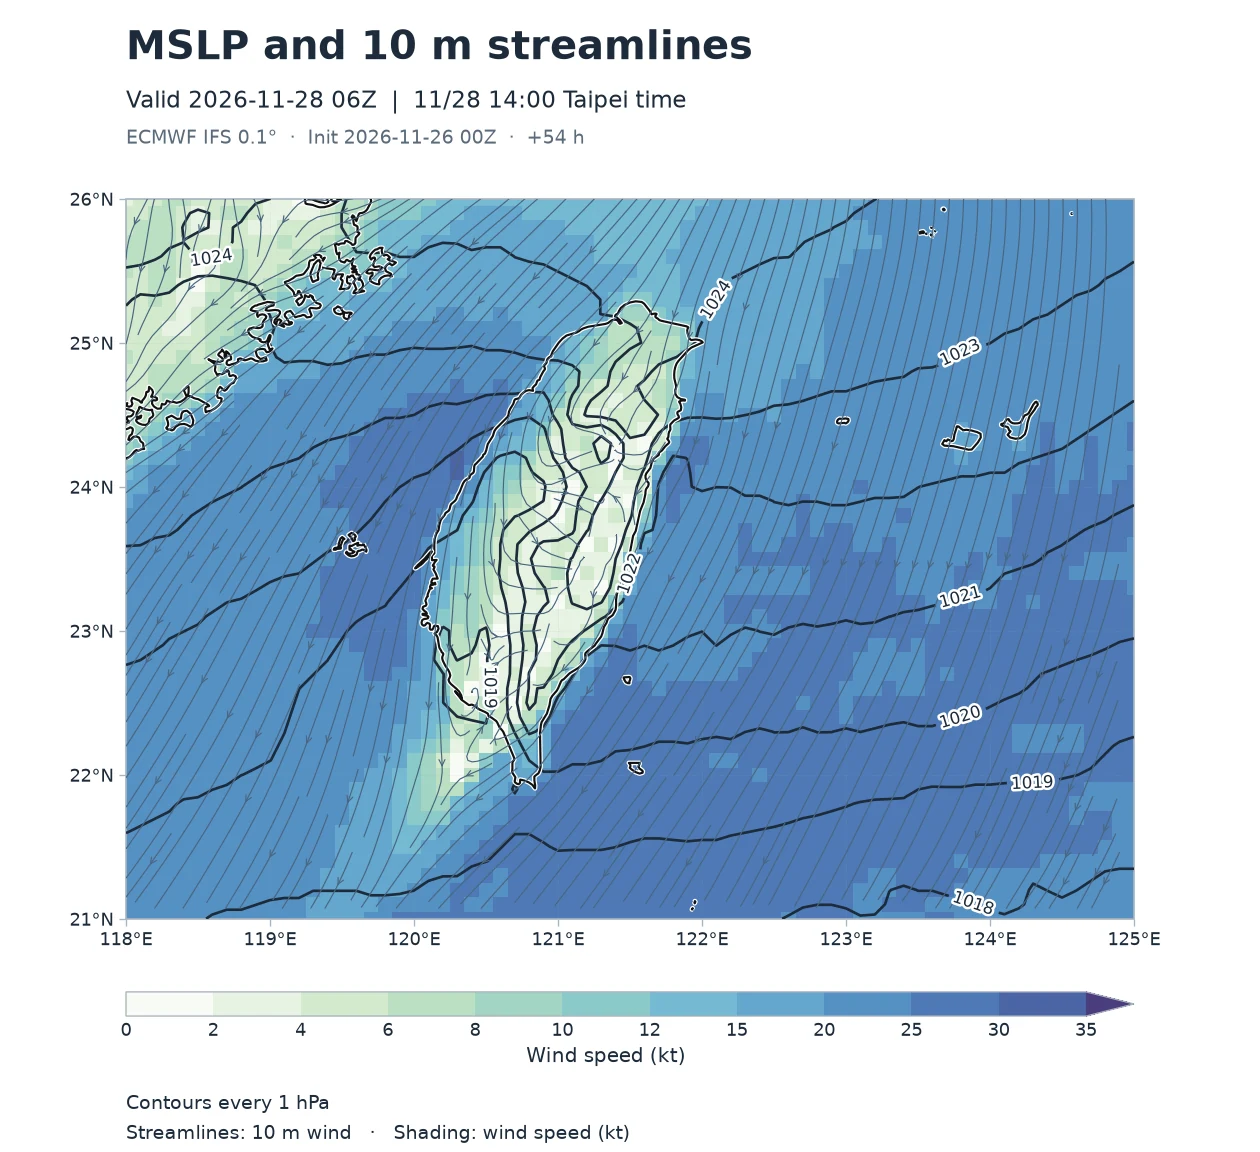 MSLP and 10 m streamlines
Valid 2026-11-28 06Z | 11/28 14:00 Taipei time
ECMWF IFS 0.1° · Init 2026-11-26 00Z · +54 h
26°N
25°N
24°N
23°N
22°N
21°N
1024
1024
1023
1022
1021
1019
1020
1019
1018
118°E 119°E 120°E 121°E 122°E 123°E 124°E 125°E
0 2 4 6 8 10 12 15 20 25 30 35
Wind speed (kt)
Contours every 1 hPa
Streamlines: 10 m wind · Shading: wind speed (kt)